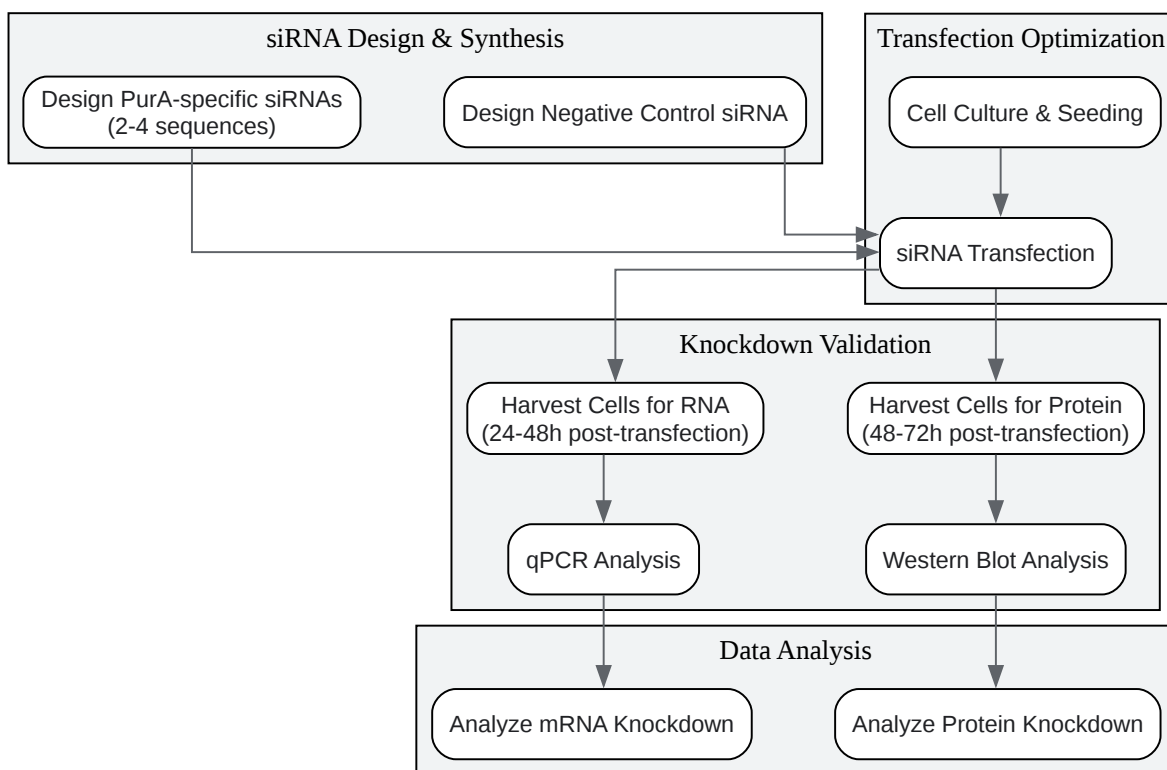 siRNA Design & Synthesis
Design PurA-specific siRNAs
(2-4 sequences)
Design Negative Control siRNA
Transfection Optimization
Cell Culture & Seeding
siRNA Transfection
Knockdown Validation
Harvest Cells for RNA
(24-48h post-transfection)
Harvest Cells for Protein
(48-72h post-transfection)
qPCR Analysis
Western Blot Analysis
Data Analysis
Analyze mRNA Knockdown
Analyze Protein Knockdown